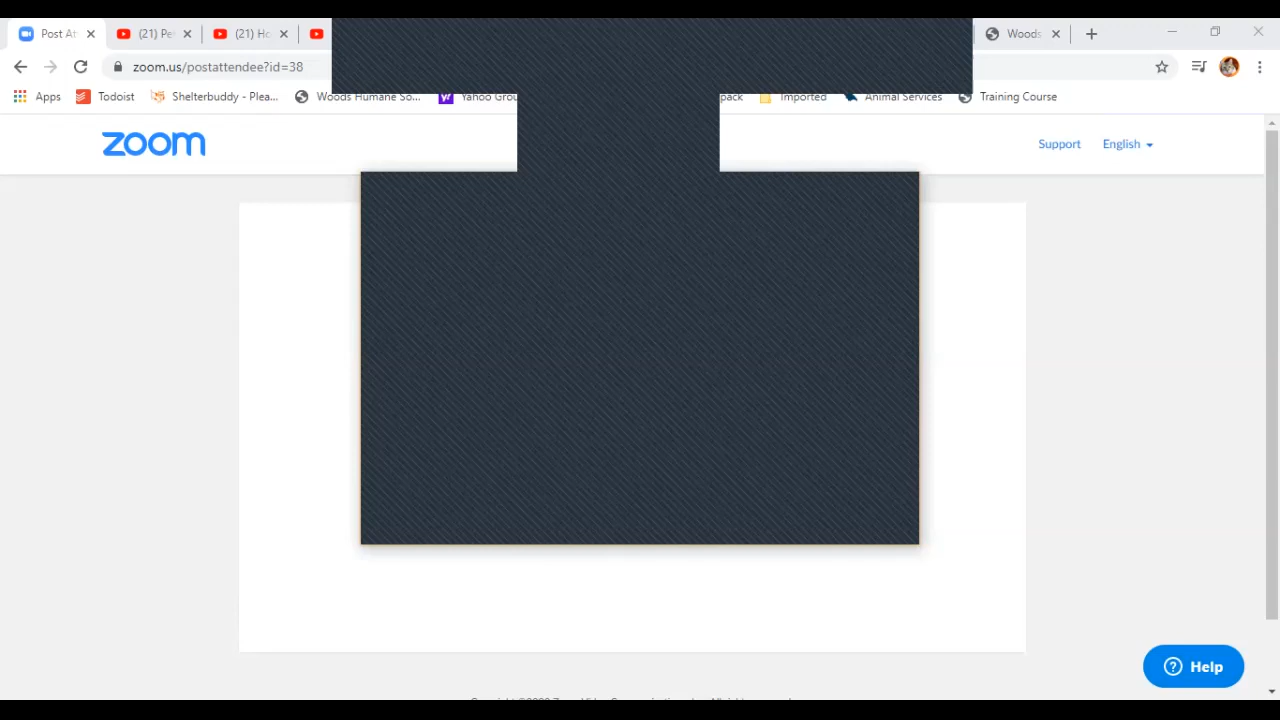 Post At (21) Pe (21) Ho Woods
zoom.us/postattendee?id=38
Apps Todoist Shelterbuddy - Plea... Woods Humane So... Yahoo Grou pack Imported Animal Services Training Course
zoom Support English
Help